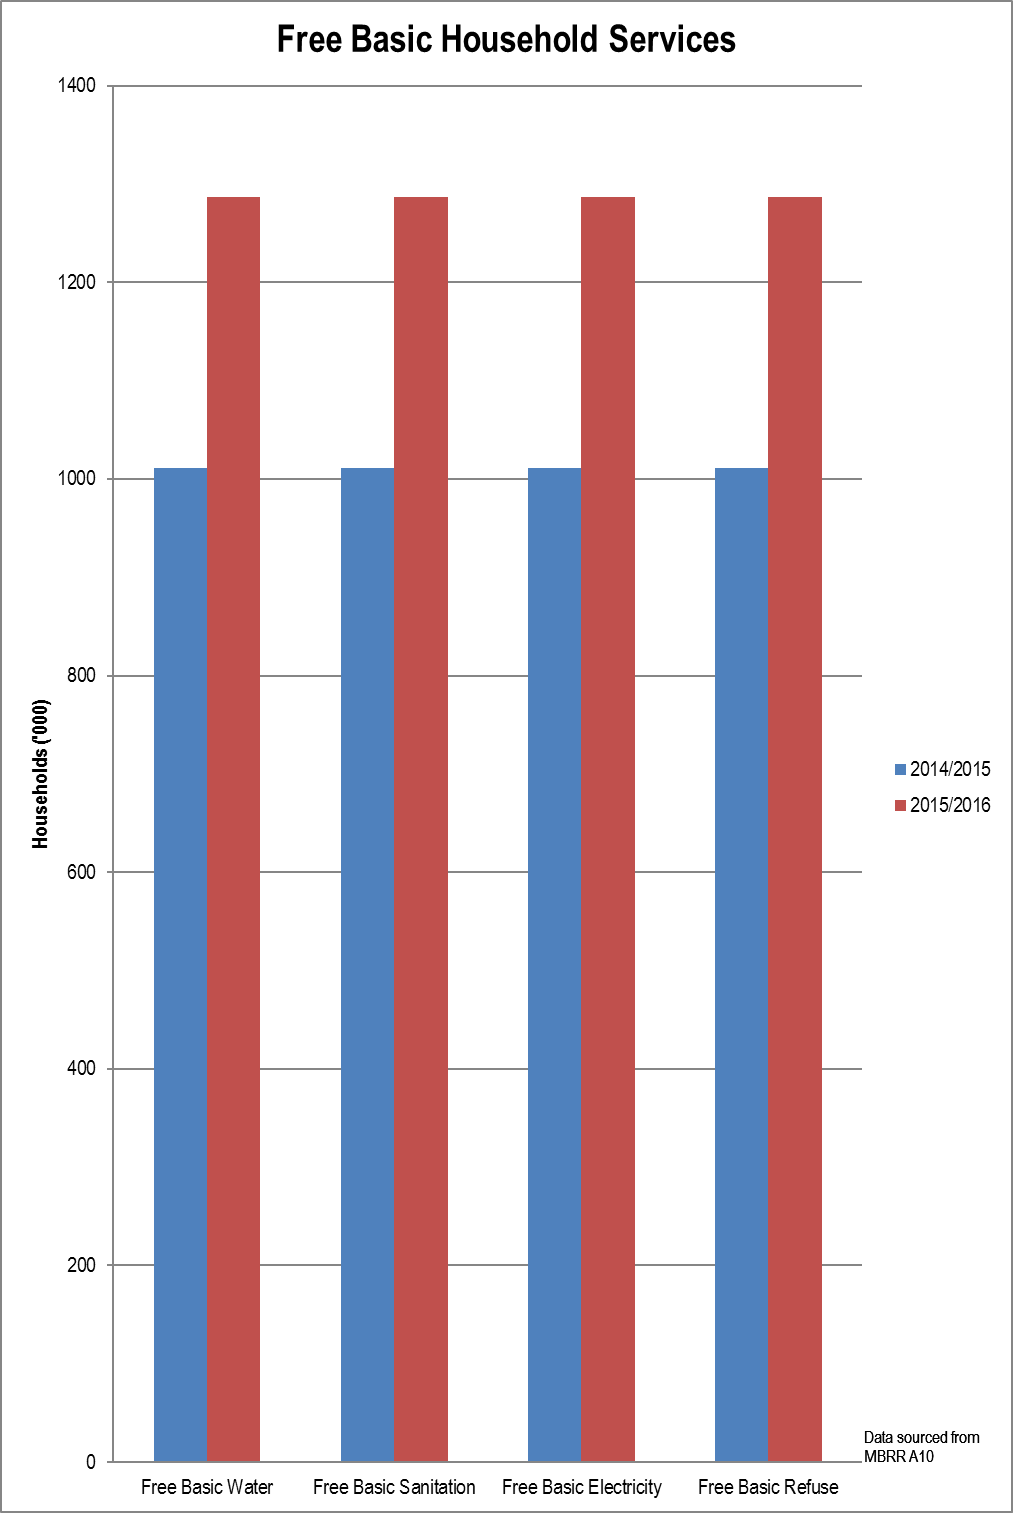 Free Basic Household Services
1400
1200
1000
800
600
400
200
0
Households ('000)
Free Basic Water
Free Basic Sanitation
Free Basic Electricity
Free Basic Refuse
2014/2015
2015/2016
Data sourced from
MBRR A10